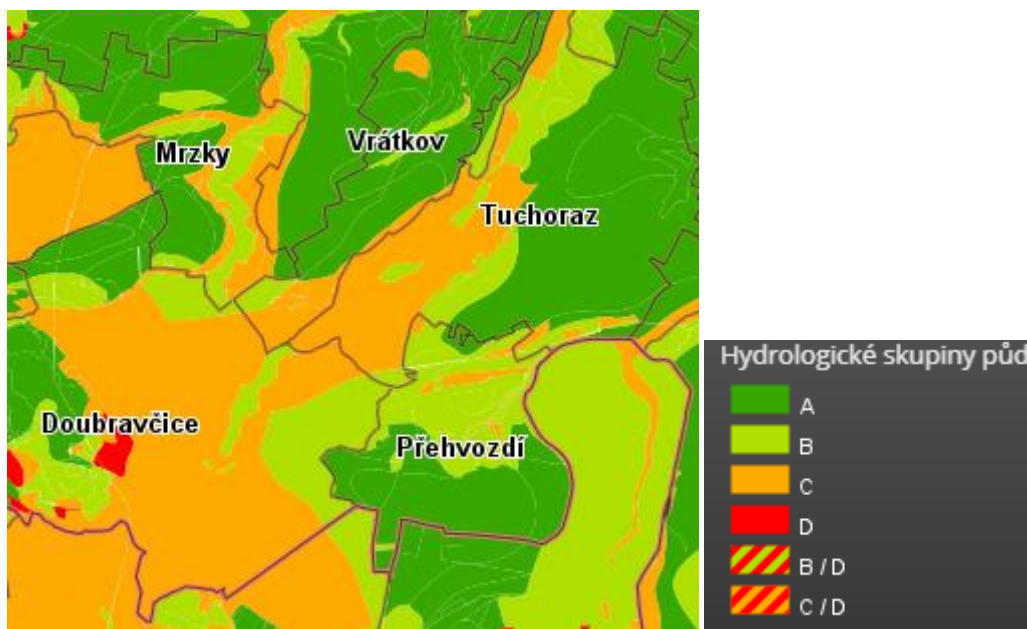 Vrátkov
Mrzky
Tuchoraz
Doubravčice
Přehvozdí
Hydrologické skupiny půd
A
B
C
D
B / D
C / D